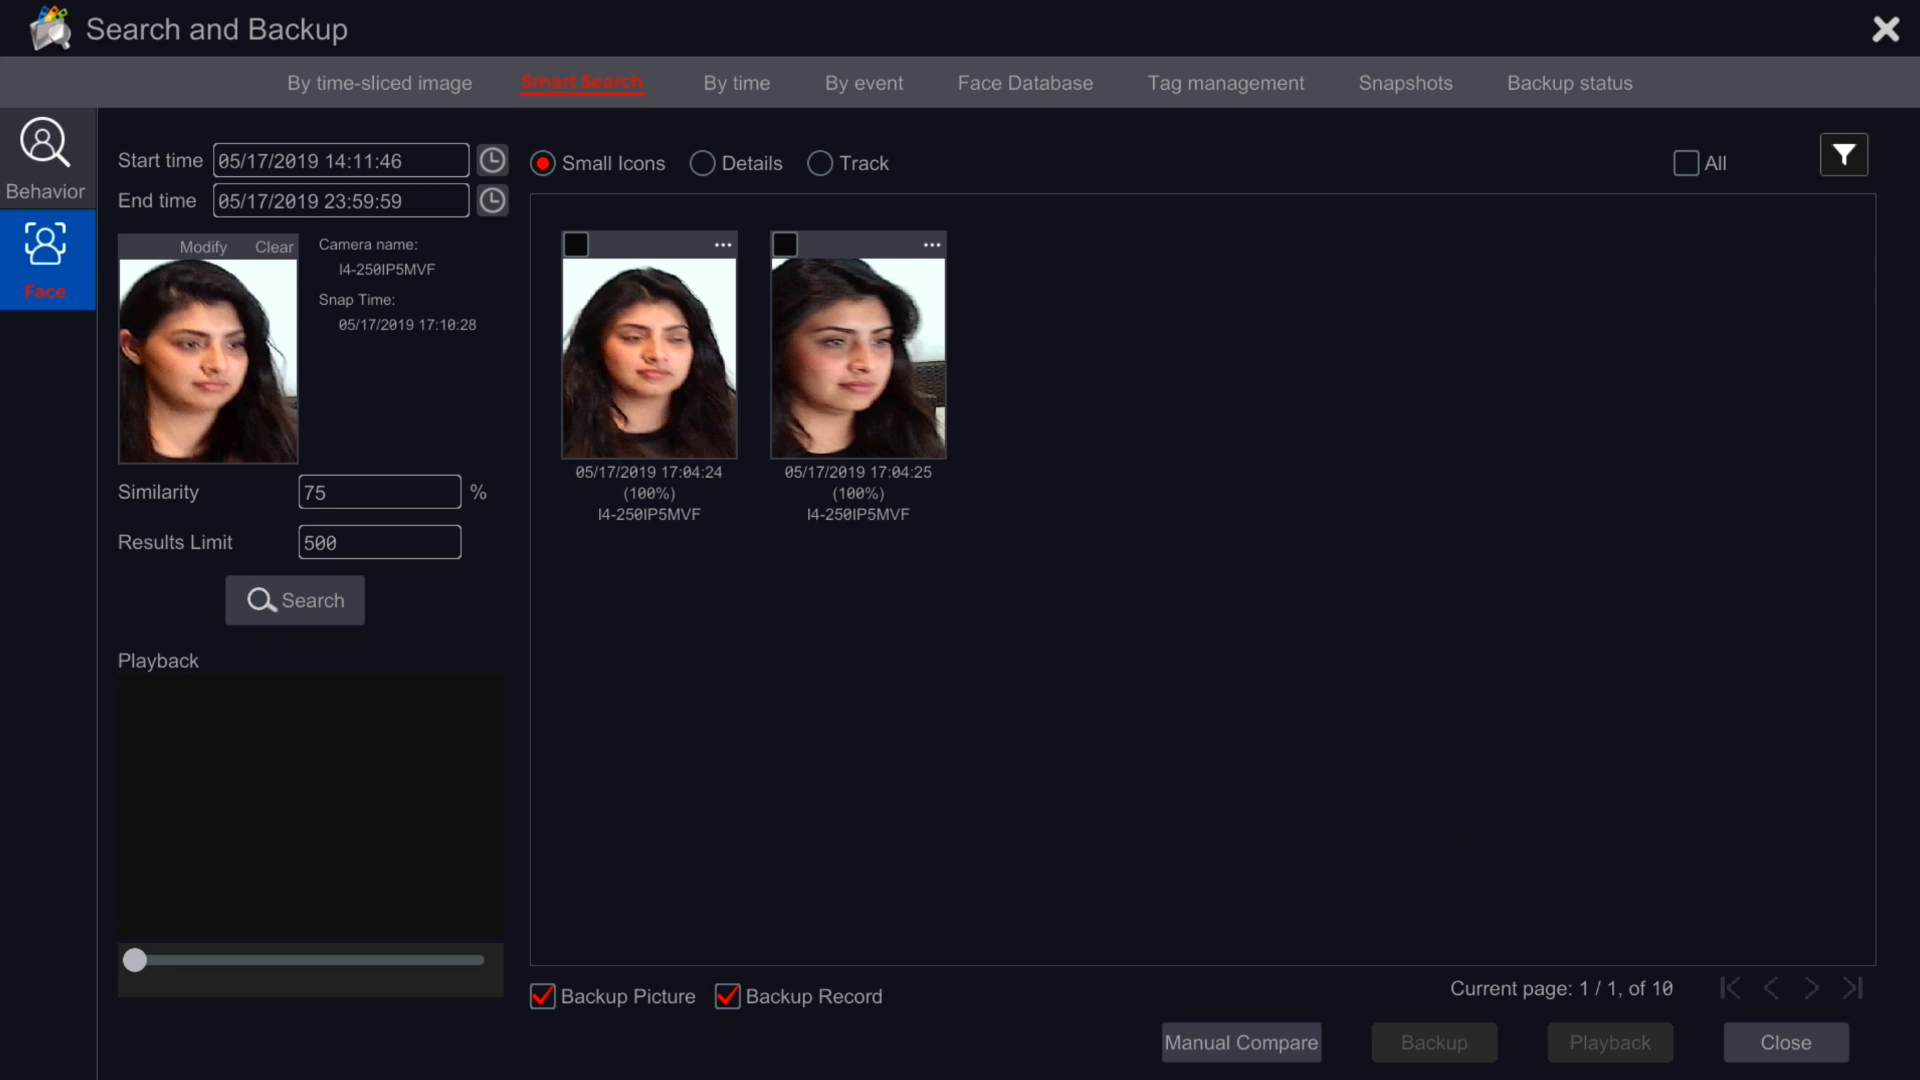 Search and Backup
By time-sliced image
Smart Search
By time
By event
Face Database
Tag management
Snapshots
Backup status
Behavior
Face
Start time 05/17/2019 14:11:46
End time 05/17/2019 23:59:59
Modify Clear
Camera name:
I4-250IP5MVF
Snap Time:
05/17/2019 17:10:28
Similarity 75 %
Results Limit 500
Search
Playback
Small Icons
Details
Track
All
05/17/2019 17:04:24
(100%)
I4-250IP5MVF
05/17/2019 17:04:25
(100%)
I4-250IP5MVF
Backup Picture
Backup Record
Current page: 1 / 1, of 10
Manual Compare
Backup
Playback
Close